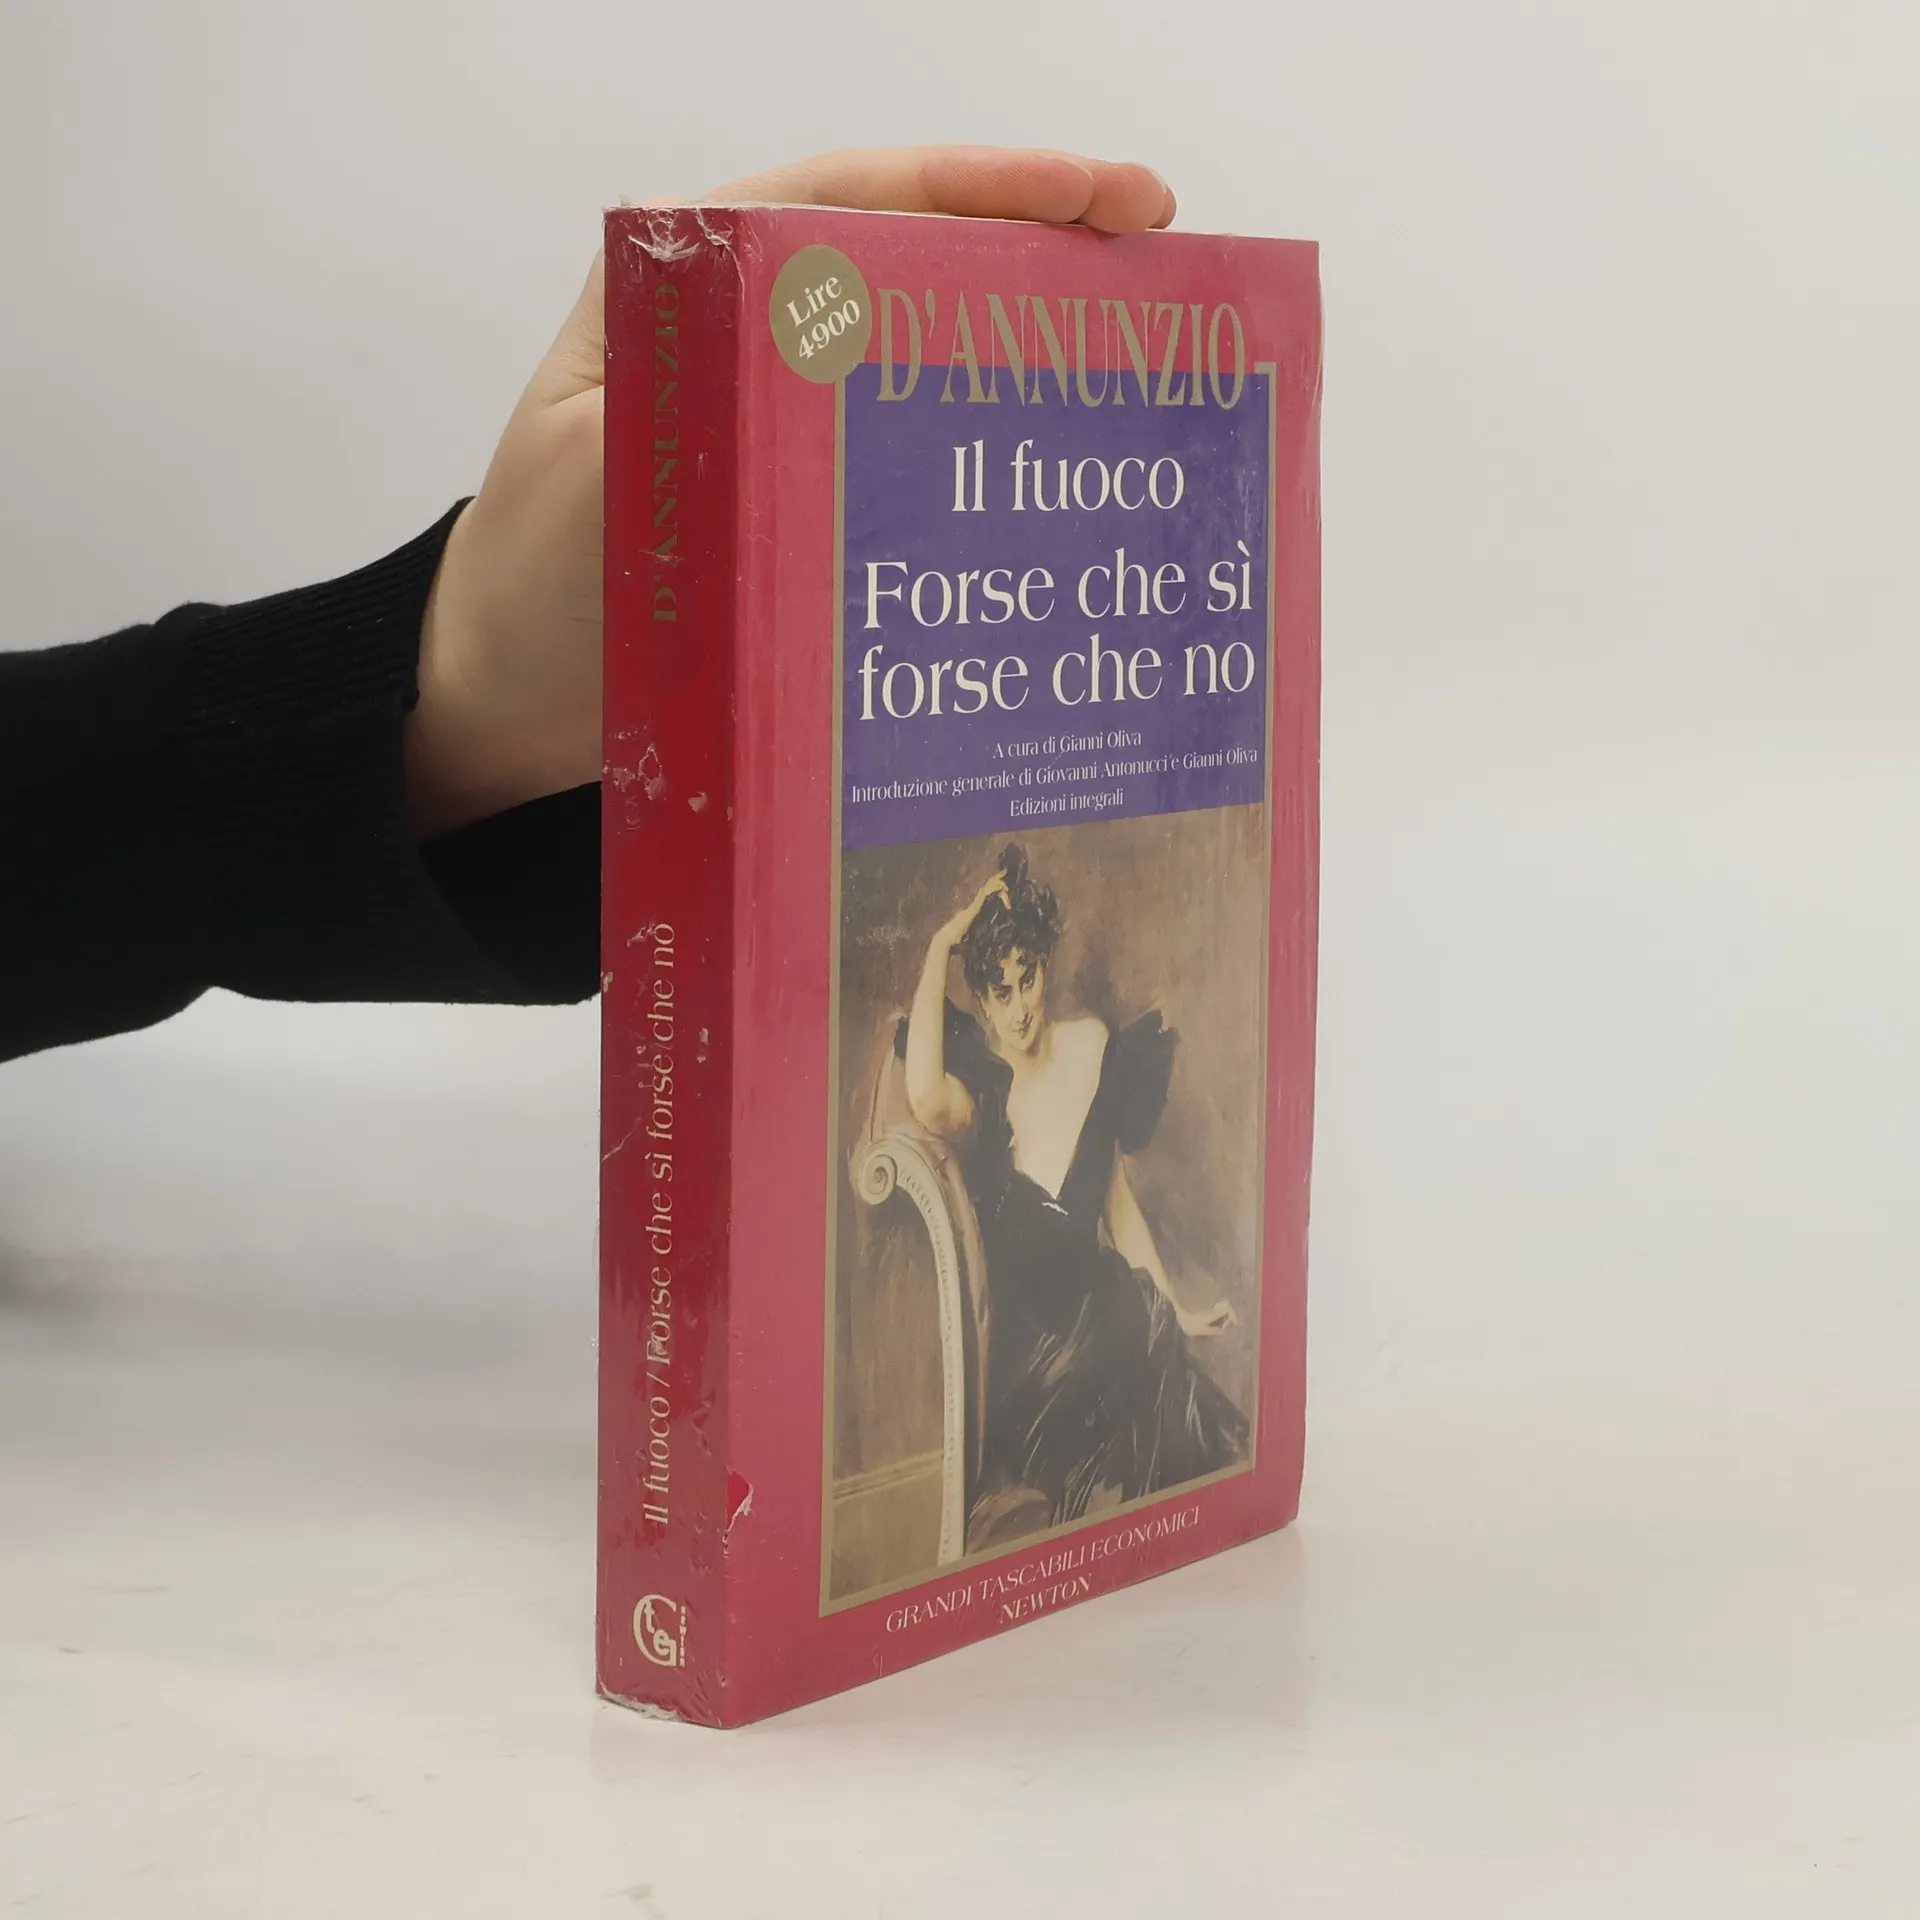 Lire
4900
D'ANNUNZIO
Il fuoco
Forse che sì
forse che no
A cura di Gianni Oliva
Introduzione generale di Giovanni Antonucci e Gianni Oliva
Edizioni integrali
GRANDI TASCABILI ECONOMICI
NEWTON
D'ANNUNZIO
Il fuoco / Forse che sì forse che no